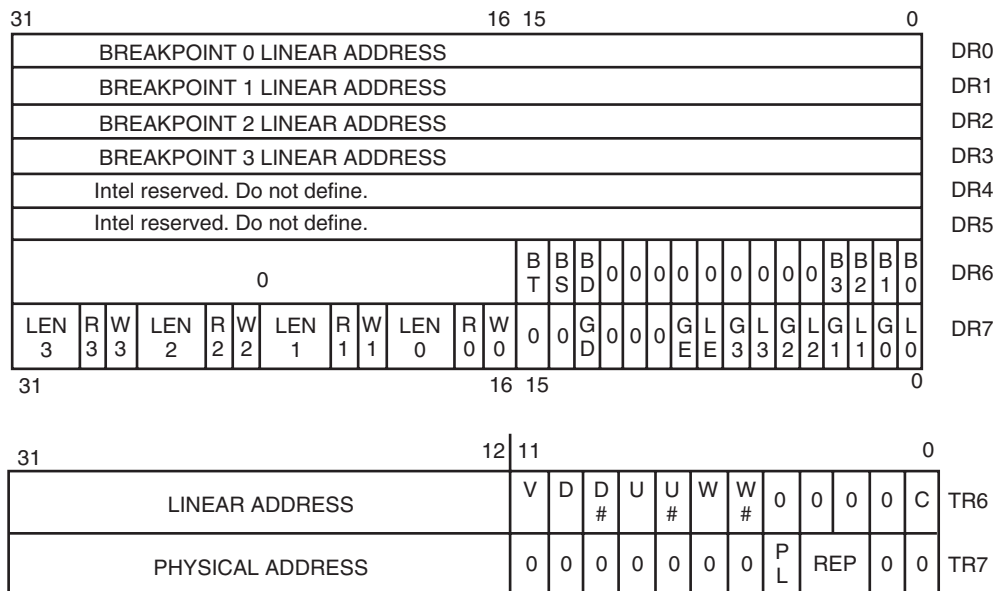 31 16 15 0
BREAKPOINT 0 LINEAR ADDRESS DR0
BREAKPOINT 1 LINEAR ADDRESS DR1
BREAKPOINT 2 LINEAR ADDRESS DR2
BREAKPOINT 3 LINEAR ADDRESS DR3
Intel reserved. Do not define. DR4
Intel reserved. Do not define. DR5
0 BT BS BD 0 0 0 0 0 0 0 0 0 B3 B2 B1 B0 DR6
LEN 3 R3 W3 LEN 2 R2 W2 LEN 1 R1 W1 LEN 0 R0 W0 0 0 GD 0 0 0 GE LE G3 L3 G2 L2 G1 L1 G0 L0 DR7
31 16 15 0
31 12 11 0
LINEAR ADDRESS V D D# U U# W W# 0 0 0 0 C TR6
PHYSICAL ADDRESS 0 0 0 0 0 0 0 PL REP 0 0 TR7